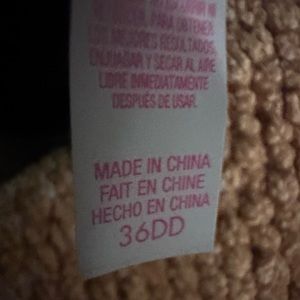 PARA OBTENER
LOS MEJORES RESULTADOS,
ENJUAGAR Y SECAR AL AIRE
LIBRE INMEDIATAMENTE
DESPUÉS DE USAR.
MADE IN CHINA
FAIT EN CHINE
HECHO EN CHINA
36DD